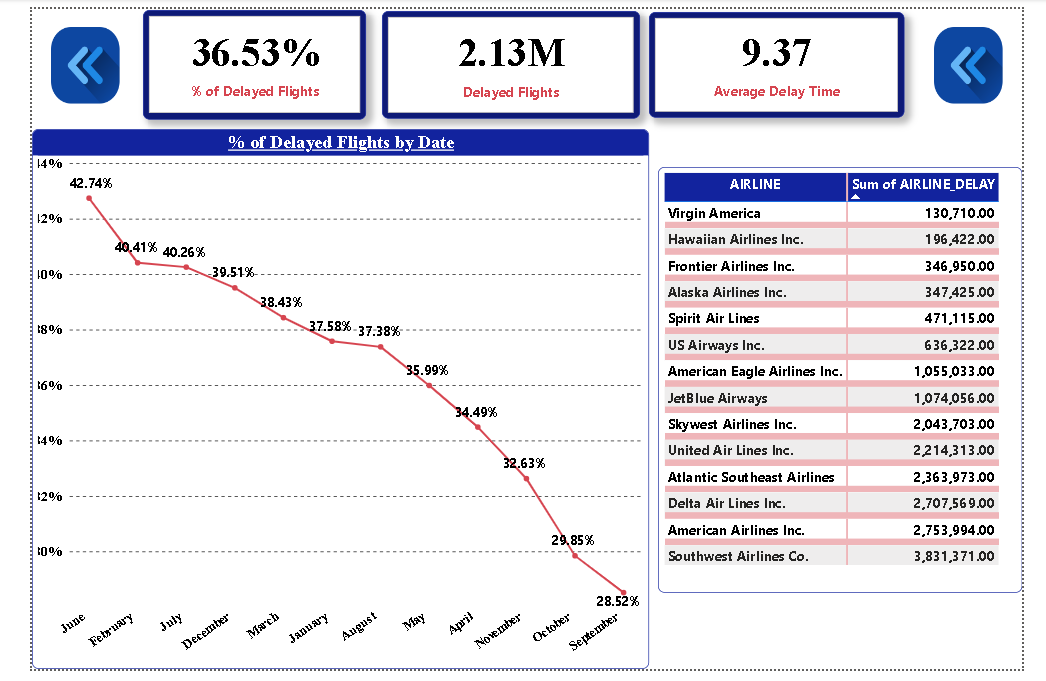 36.53%
% of Delayed Flights
2.13M
Delayed Flights
9.37
Average Delay Time
% of Delayed Flights by Date
44%
42%
40%
38%
36%
34%
32%
30%
42.74%
40.41%
40.26%
39.51%
38.43%
37.58%
37.38%
35.99%
34.49%
32.63%
29.85%
28.52%
June
February
July
December
March
January
August
May
April
November
October
September
AIRLINE Sum of AIRLINE_DELAY
Virgin America 130,710.00
Hawaiian Airlines Inc. 196,422.00
Frontier Airlines Inc. 346,950.00
Alaska Airlines Inc. 347,425.00
Spirit Air Lines 471,115.00
US Airways Inc. 636,322.00
American Eagle Airlines Inc. 1,055,033.00
JetBlue Airways 1,074,056.00
Skywest Airlines Inc. 2,043,703.00
United Air Lines Inc. 2,214,313.00
Atlantic Southeast Airlines 2,363,973.00
Delta Air Lines Inc. 2,707,569.00
American Airlines Inc. 2,753,994.00
Southwest Airlines Co. 3,831,371.00